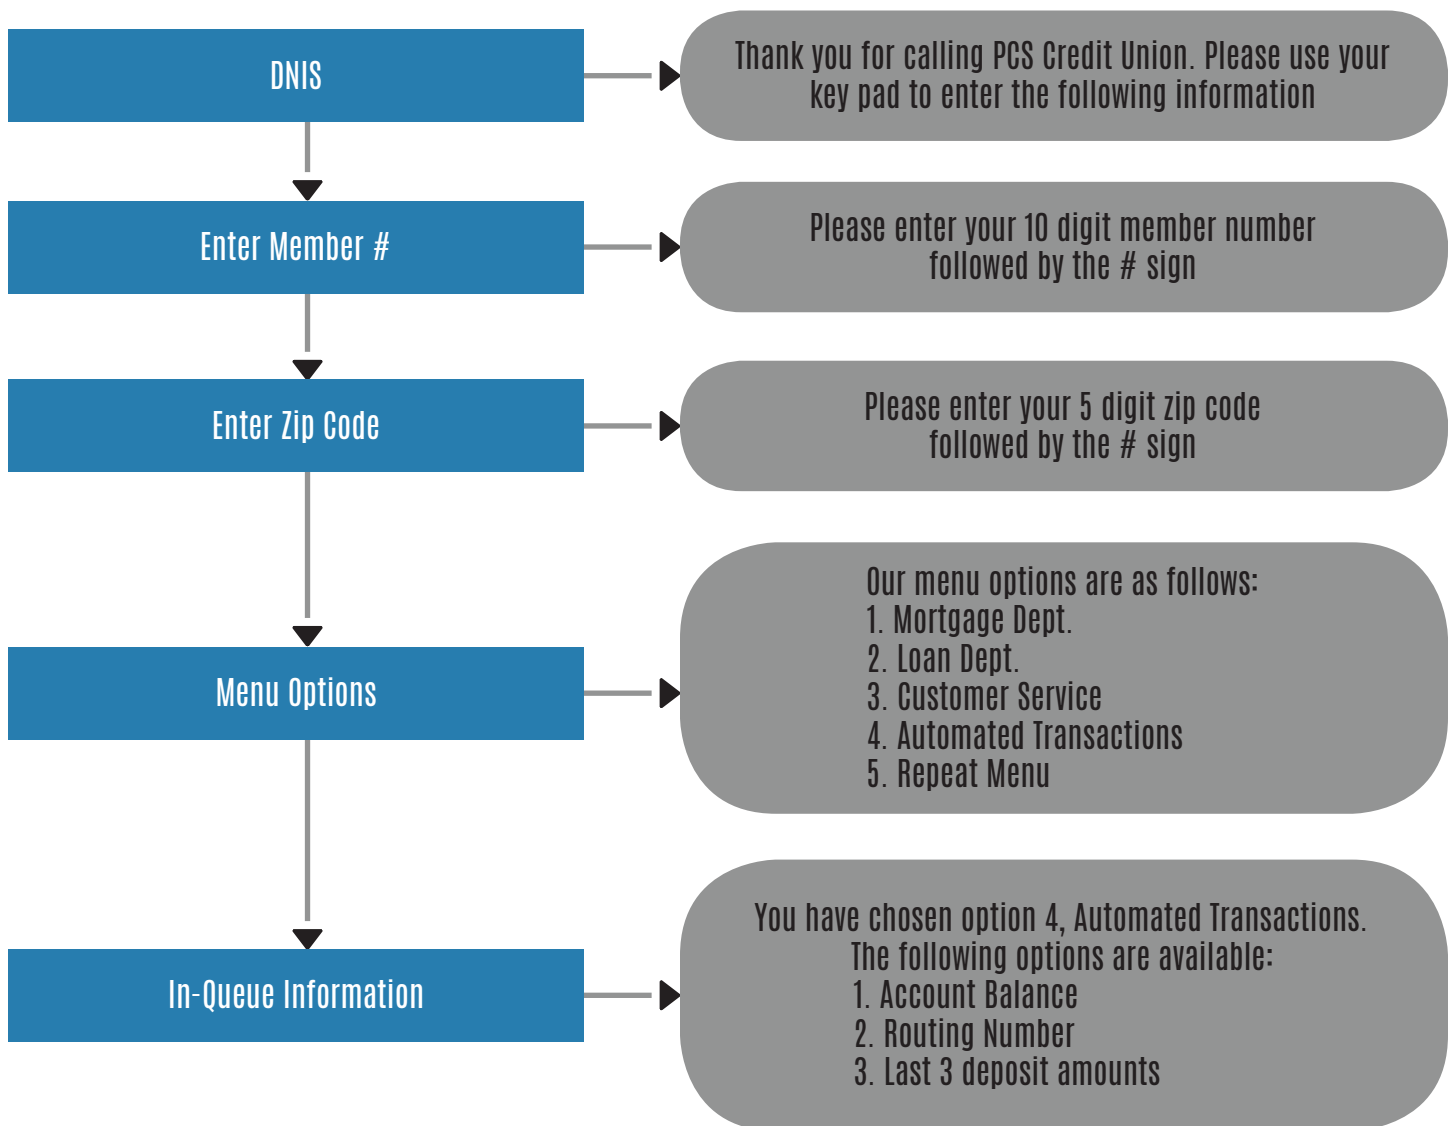 DNIS
Thank you for calling PCS Credit Union. Please use your
key pad to enter the following information
Enter Member #
Please enter your 10 digit member number
followed by the # sign
Enter Zip Code
Please enter your 5 digit zip code
followed by the # sign
Menu Options
Our menu options are as follows:
1. Mortgage Dept.
2. Loan Dept.
3. Customer Service
4. Automated Transactions
5. Repeat Menu
In-Queue Information
You have chosen option 4, Automated Transactions.
The following options are available:
1. Account Balance
2. Routing Number
3. Last 3 deposit amounts